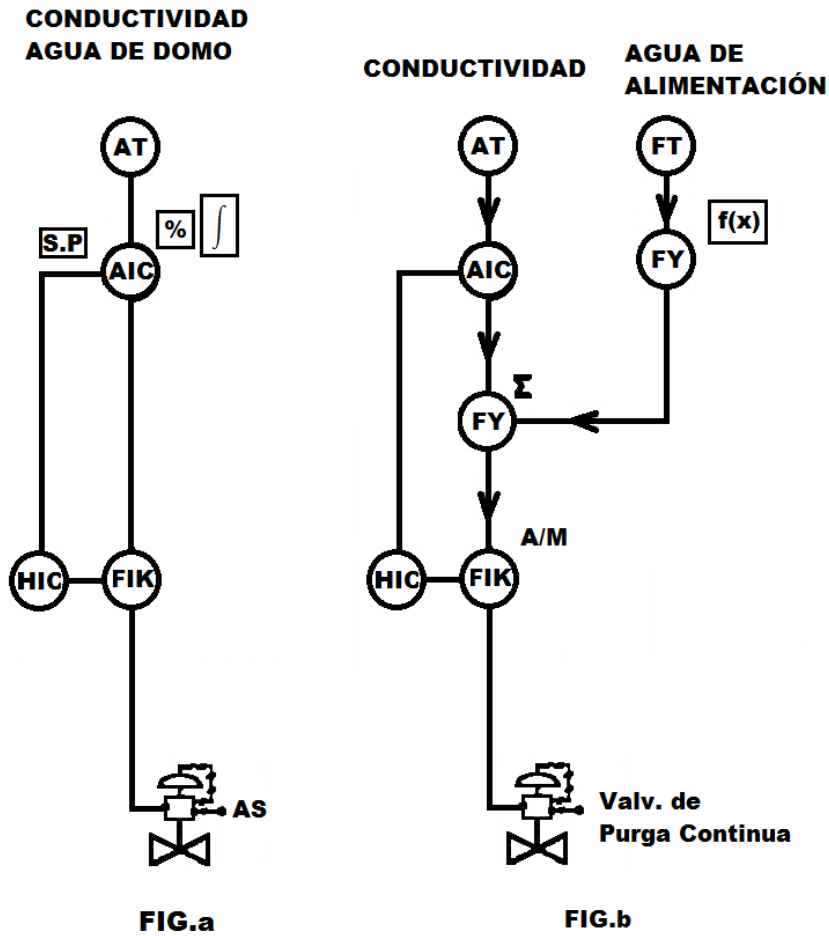 CONDUCTIVIDAD
AGUA DE DOMO
AT
S.P
%
∫
AIC
HIC
FIK
AS
FIG.a
CONDUCTIVIDAD
AGUA DE
ALIMENTACIÓN
AT
FT
f(x)
AIC
FY
Σ
FY
A/M
HIC
FIK
Valv. de
Purga Continua
FIG.b